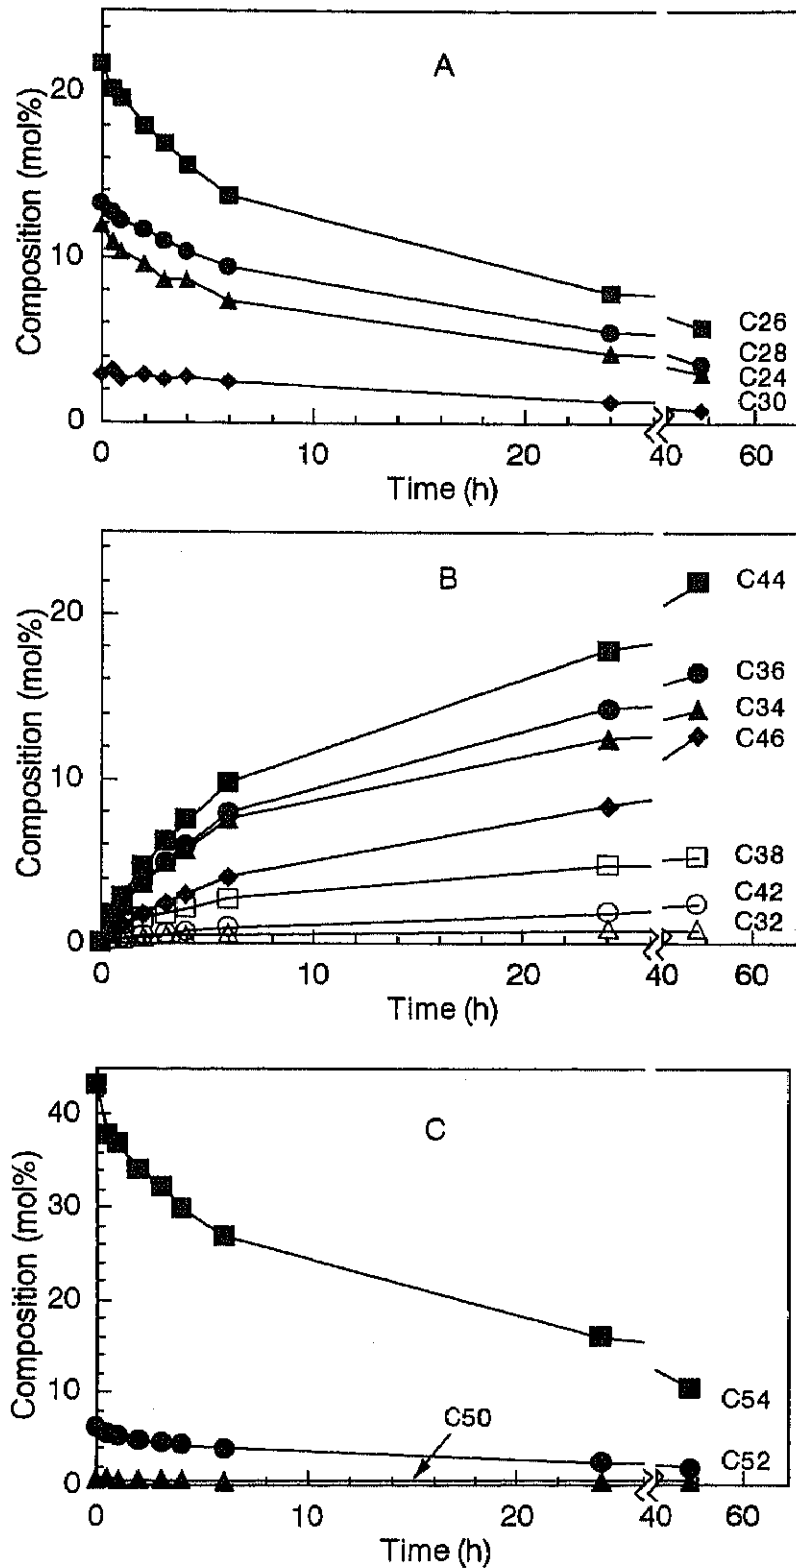 A
20
10
0
Composition (mol%)
C26
C28
C24
C30
0 10 20 40 60
Time (h)
B
20
10
0
Composition (mol%)
C44
C36
C34
C46
C38
C42
C32
0 10 20 40 60
Time (h)
C
40
30
20
10
0
Composition (mol%)
C50
C54
C52
0 10 20 40 60
Time (h)